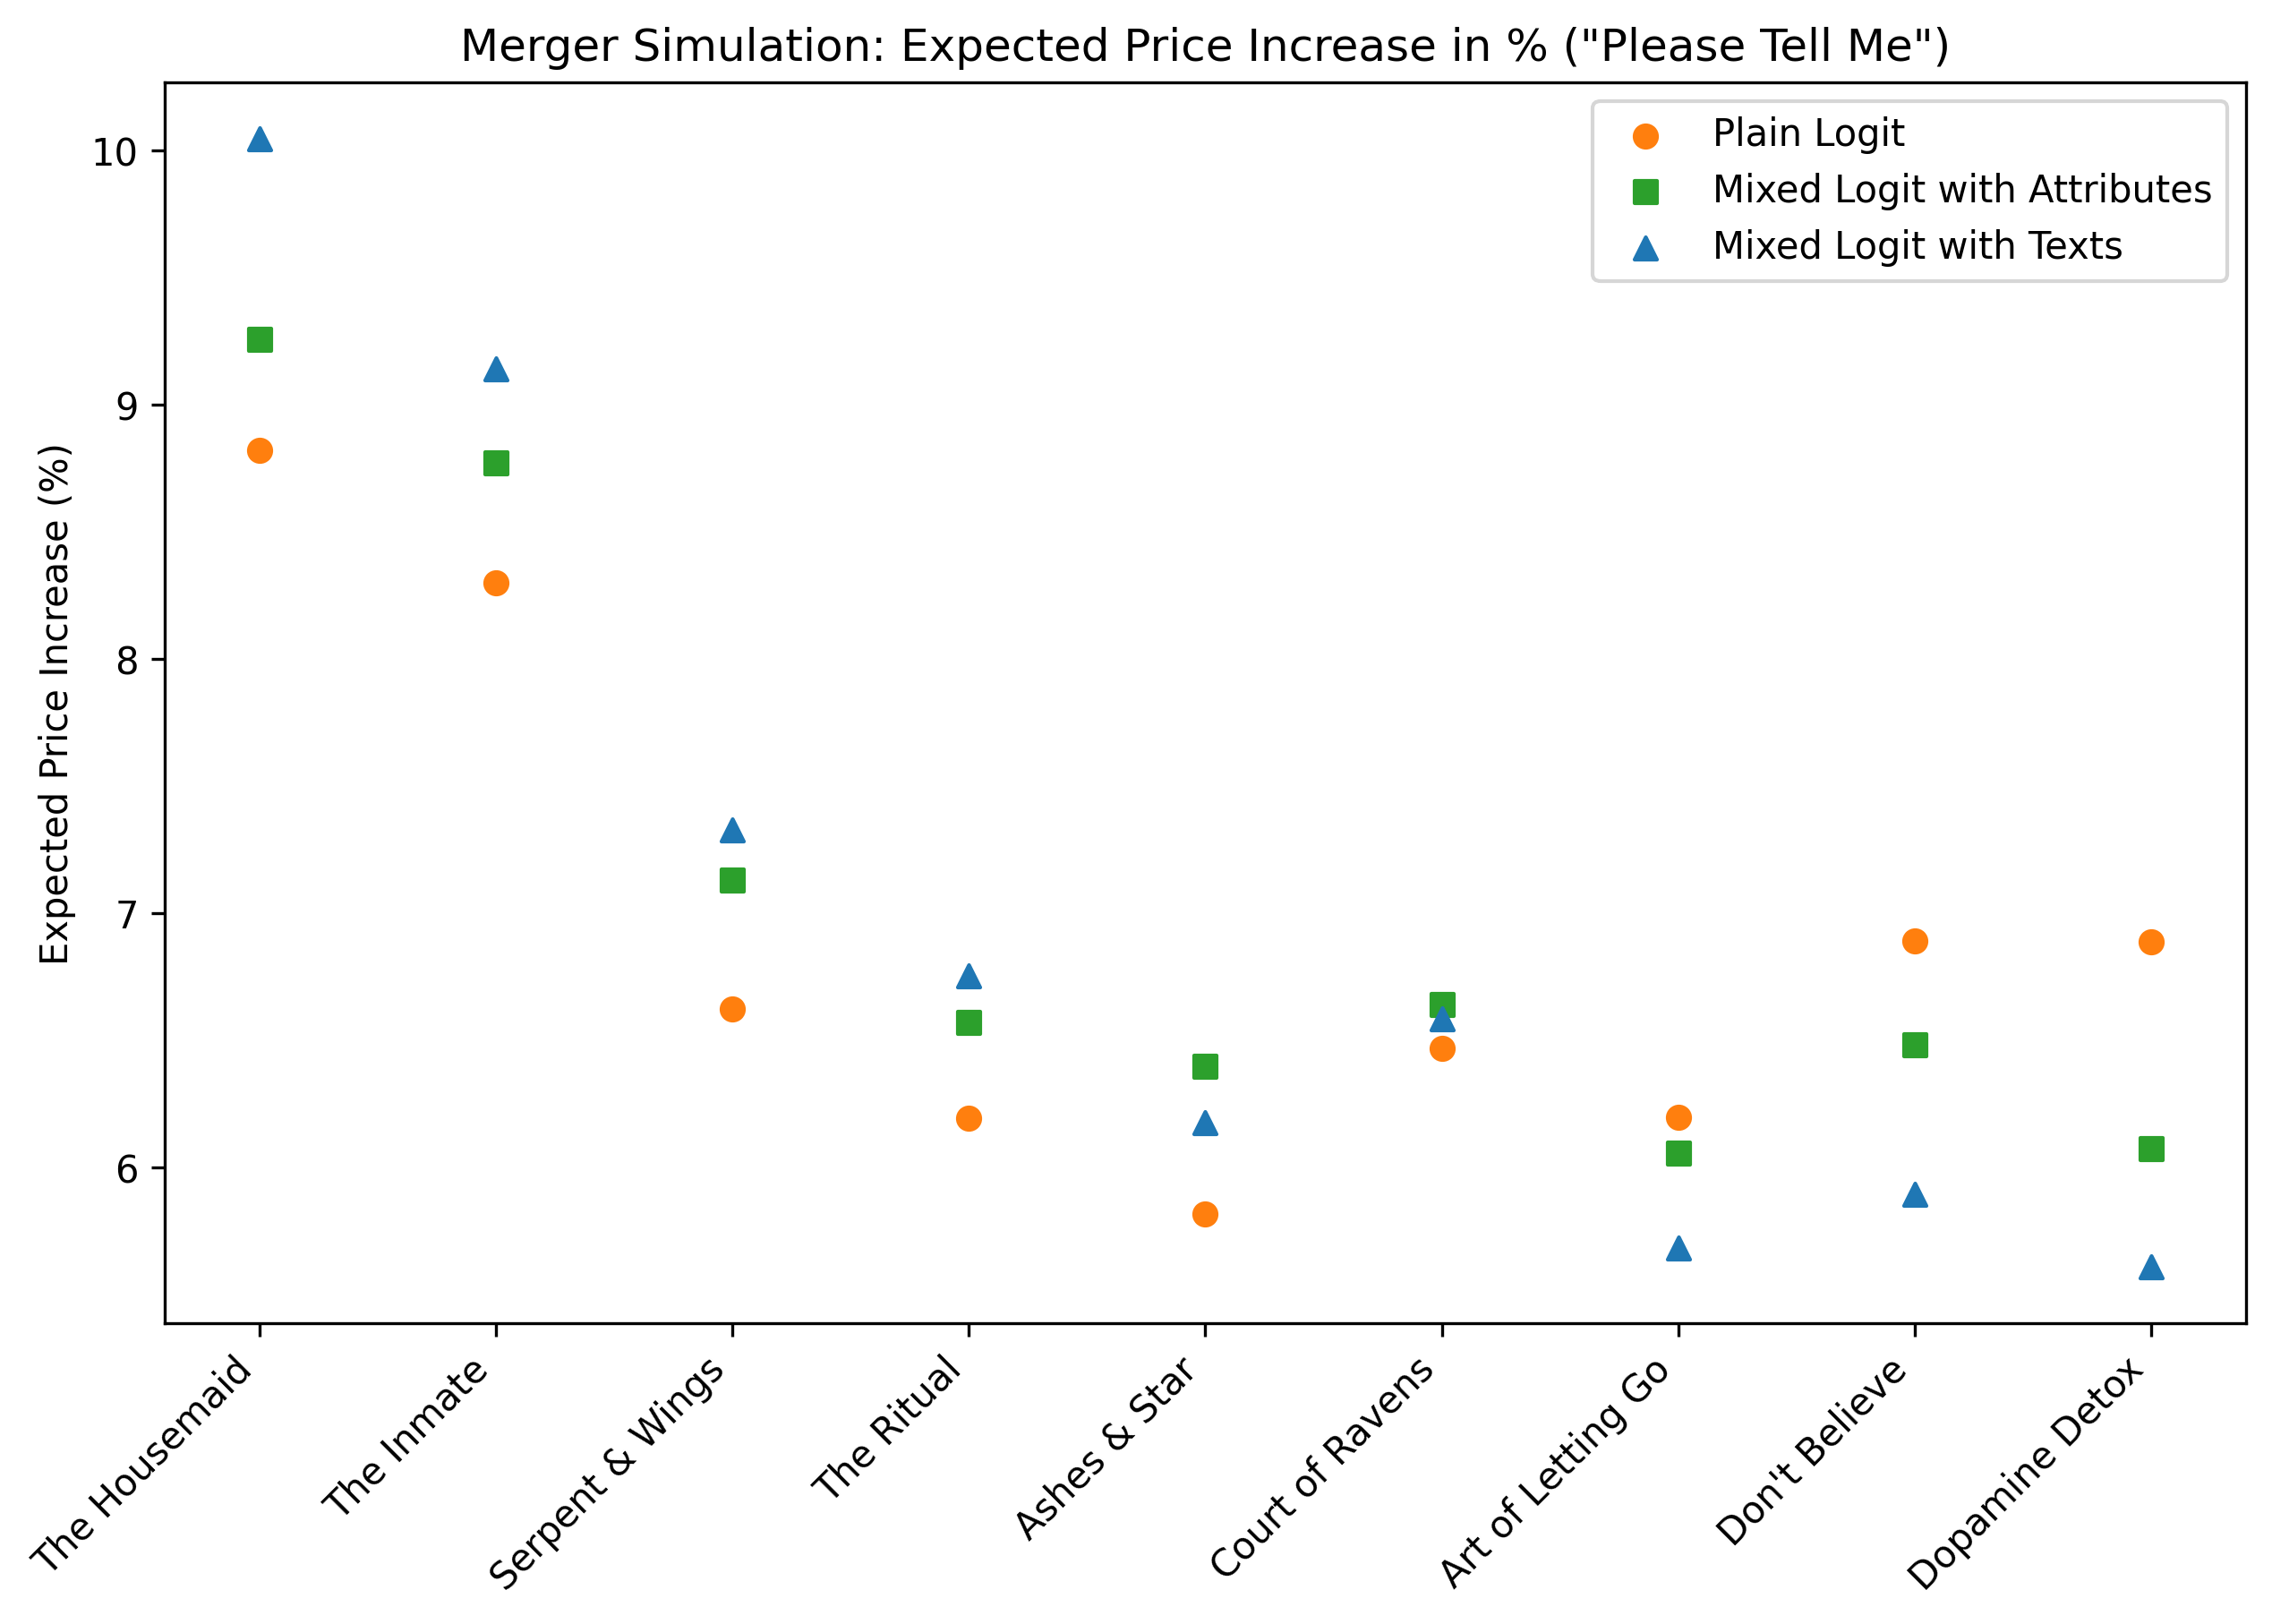 Merger Simulation: Expected Price Increase in % ("Please Tell Me")
Plain Logit
Mixed Logit with Attributes
Mixed Logit with Texts
Expected Price Increase (%)
10
9
8
7
6
The Housemaid
The Inmate
Serpent & Wings
The Ritual
Ashes & Star
Court of Ravens
Art of Letting Go
Don't Believe
Dopamine Detox